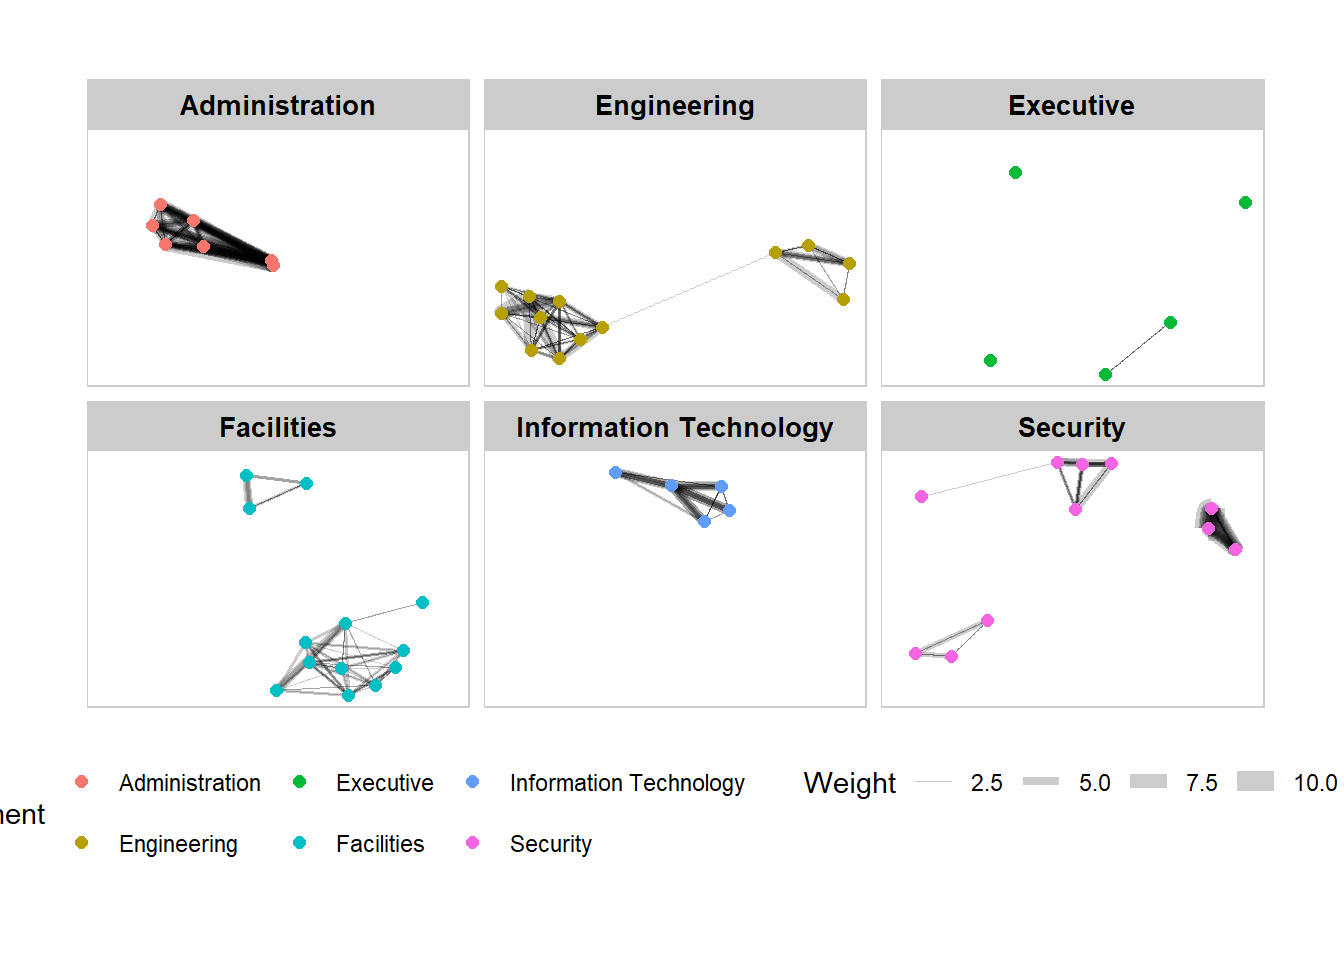 Administration
Engineering
Executive
Facilities
Information Technology
Security
Administration
Executive
Information Technology
Weight
2.5
5.0
7.5
10.0
Engineering
Facilities
Security